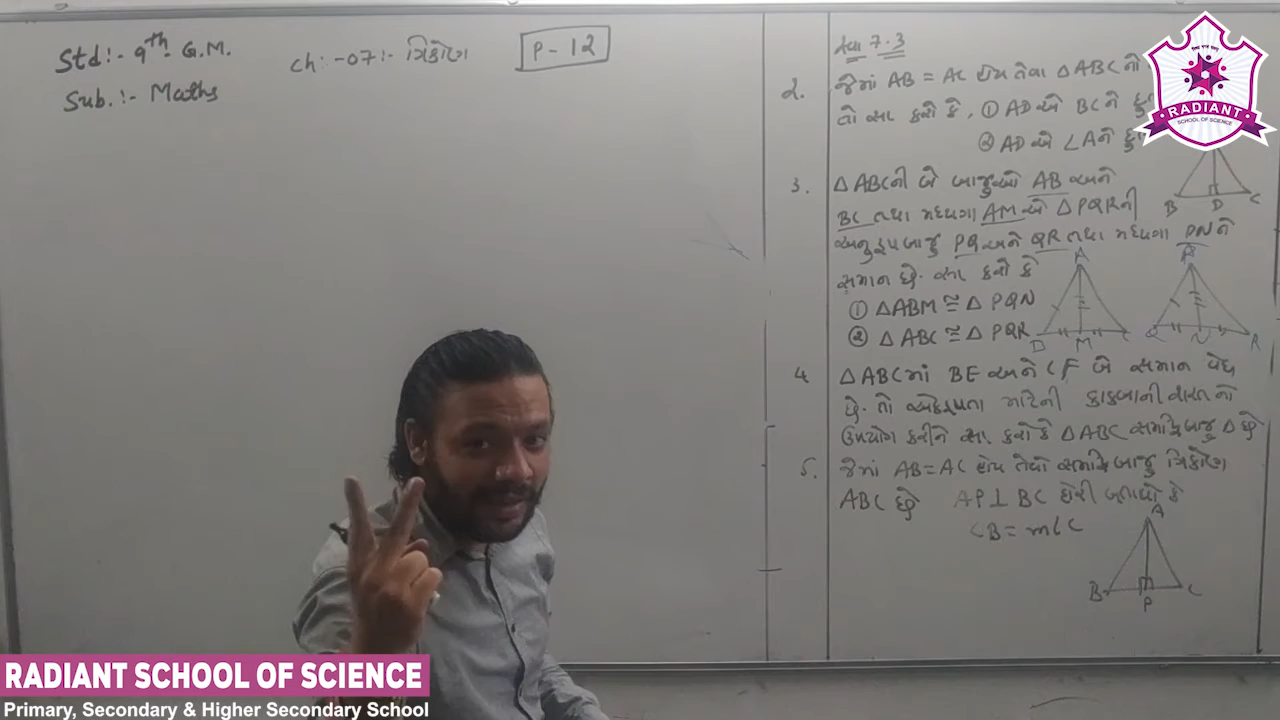 Std:- 9th G.M.
Sub.:- Maths
Ch:-07:- ત્રિકોણ
P-12
7.3
2. જેમાં AB = AC હોય તેવા △ABC ની
તો સા. કરો કે, ① AD એ BC ને
② AD એ ∠A ને
B D C
3. △ABC ની બે બાજુઓ AB અને
BC તથા મધ્યગા AM એ △PQR ની
અનુરૂપ બાજુ PQ અને QR તથા મધ્યગા PN ને
સમાન છે. સા. કરો કે
① △ABM ≅ △PQN
② △ABC ≅ △PQR
A
M C
Q N R
4 △ABC માં BE અને CF બે સમાન વેધ
છે. તો એકરૂપતા માટેની કાકબાની શરત નો
ઉપયોગ કરીને સા. કરો કે △ABC સમદ્વિબાજુ △ છે
5. જેમાં AB=AC હોય તેવો સમદ્વિબાજુ ત્રિકોણ
ABC છે AP⊥BC દોરી બતાવો કે
∠B = m∠C
A
B P C
RADIANT
SCHOOL OF SCIENCE
RADIANT SCHOOL OF SCIENCE
Primary, Secondary & Higher Secondary School